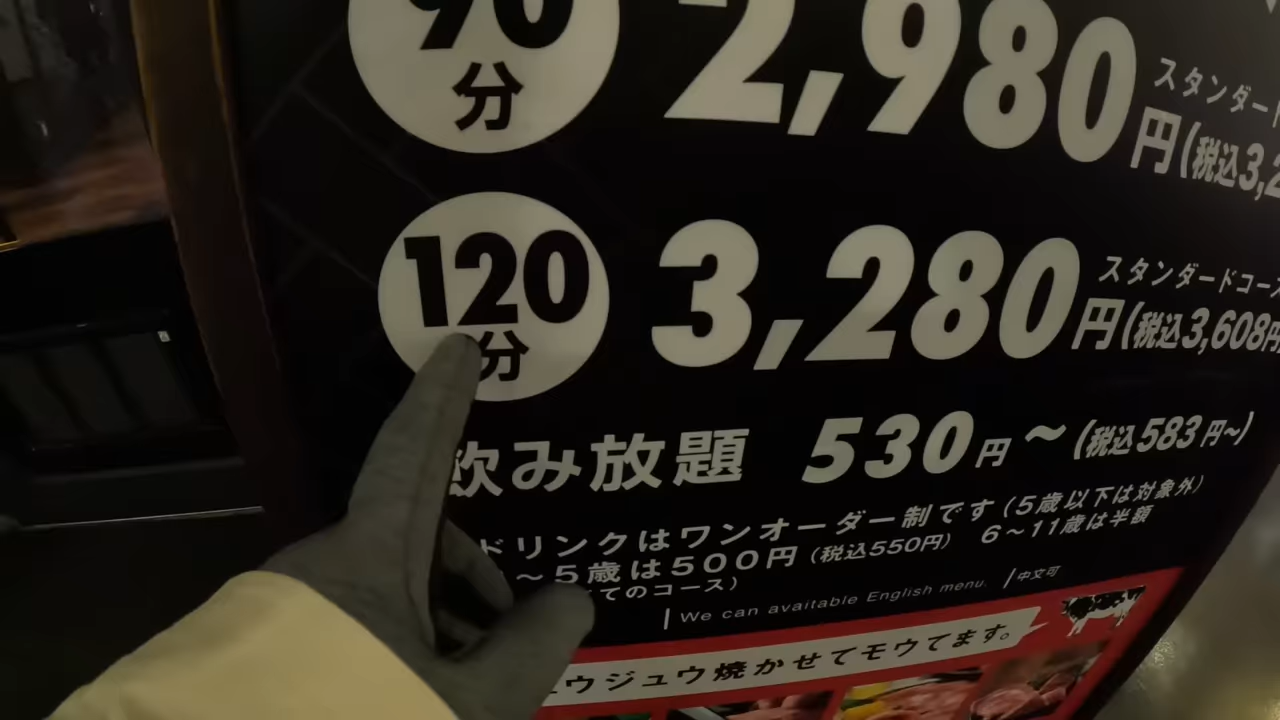 90
分
2,980
スタンダード
円(税込3,2
120
分
3,280
スタンダードコース
円(税込3,608円
飲み放題 530円～(税込583円～)
ドリンクはワンオーダー制です(5歳以下は対象外)
～5歳は500円(税込550円) 6～11歳は半額
てのコース)
We can available English menu. 中文可
ウジュウ焼かせてモウてます。